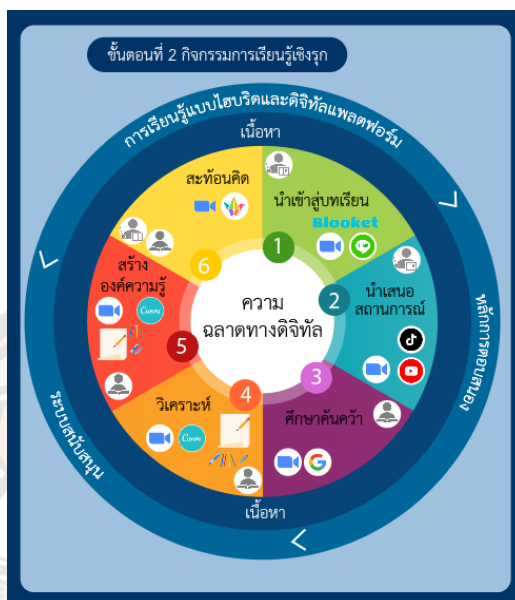 ขั้นตอนที่ 2 กิจกรรมการเรียนรู้เชิงรุก
การเรียนรู้แบบไฮบริดและดิจิทัลแพลตฟอร์ม
เนื้อหา
สะท้อนคิด
6
นำเข้าสู่บทเรียน
Blooket
LINE
1
นำเสนอ
สถานการณ์
2
หลักการตอบสนอง
ศึกษาค้นคว้า
3
วิเคราะห์
Canva
4
สร้าง
องค์ความรู้
Canva
5
ความ
ฉลาดทางดิจิทัล
เนื้อหา
ระบบสนับสนุน